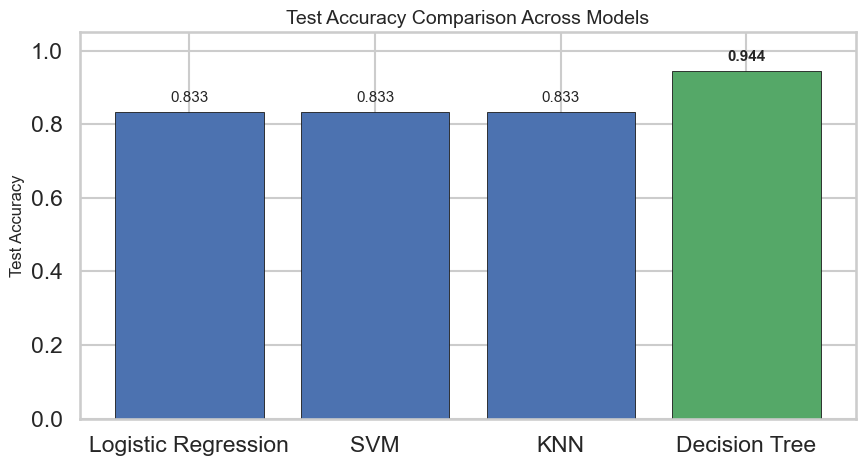 Test Accuracy Comparison Across Models
Test Accuracy
1.0
0.8
0.6
0.4
0.2
0.0
0.833
0.833
0.833
0.944
Logistic Regression
SVM
KNN
Decision Tree